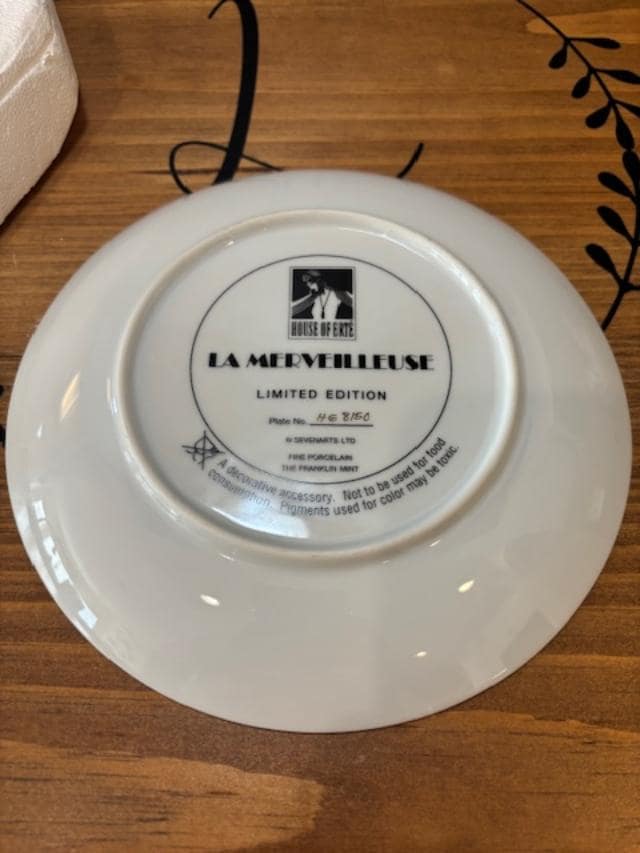 HOUSE OF ERTÉ
LA MERVEILLEUSE
LIMITED EDITION
Plate No. HG 8150
© SEVENARTS LTD
FINE PORCELAIN
THE FRANKLIN MINT
A decorative accessory. Not to be used for food
consumption. Pigments used for color may be toxic.